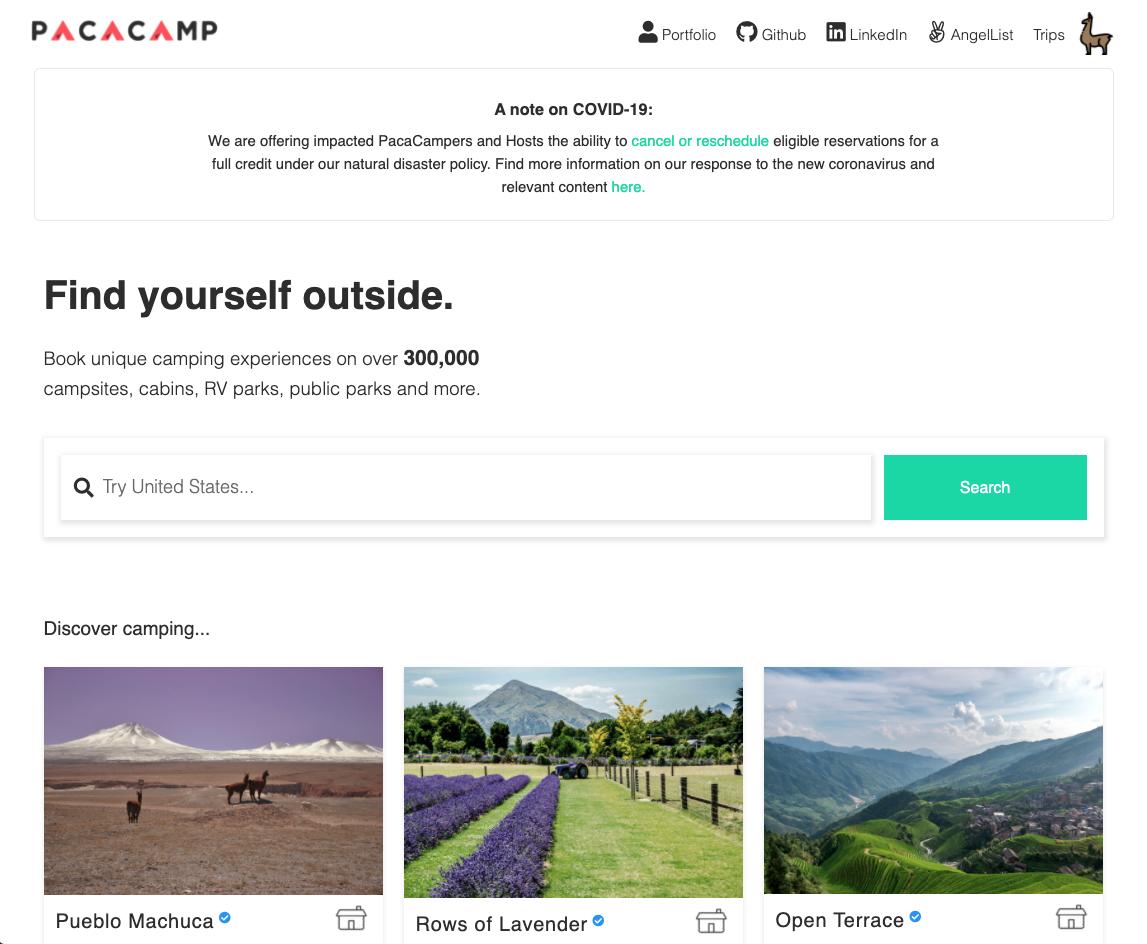 PACACAMP
Portfolio Github LinkedIn AngelList Trips
A note on COVID-19:
We are offering impacted PacaCampers and Hosts the ability to cancel or reschedule eligible reservations for a
full credit under our natural disaster policy. Find more information on our response to the new coronavirus and
relevant content here.
Find yourself outside.
Book unique camping experiences on over 300,000
campsites, cabins, RV parks, public parks and more.
Try United States...
Search
Discover camping...
Pueblo Machuca
Rows of Lavender
Open Terrace